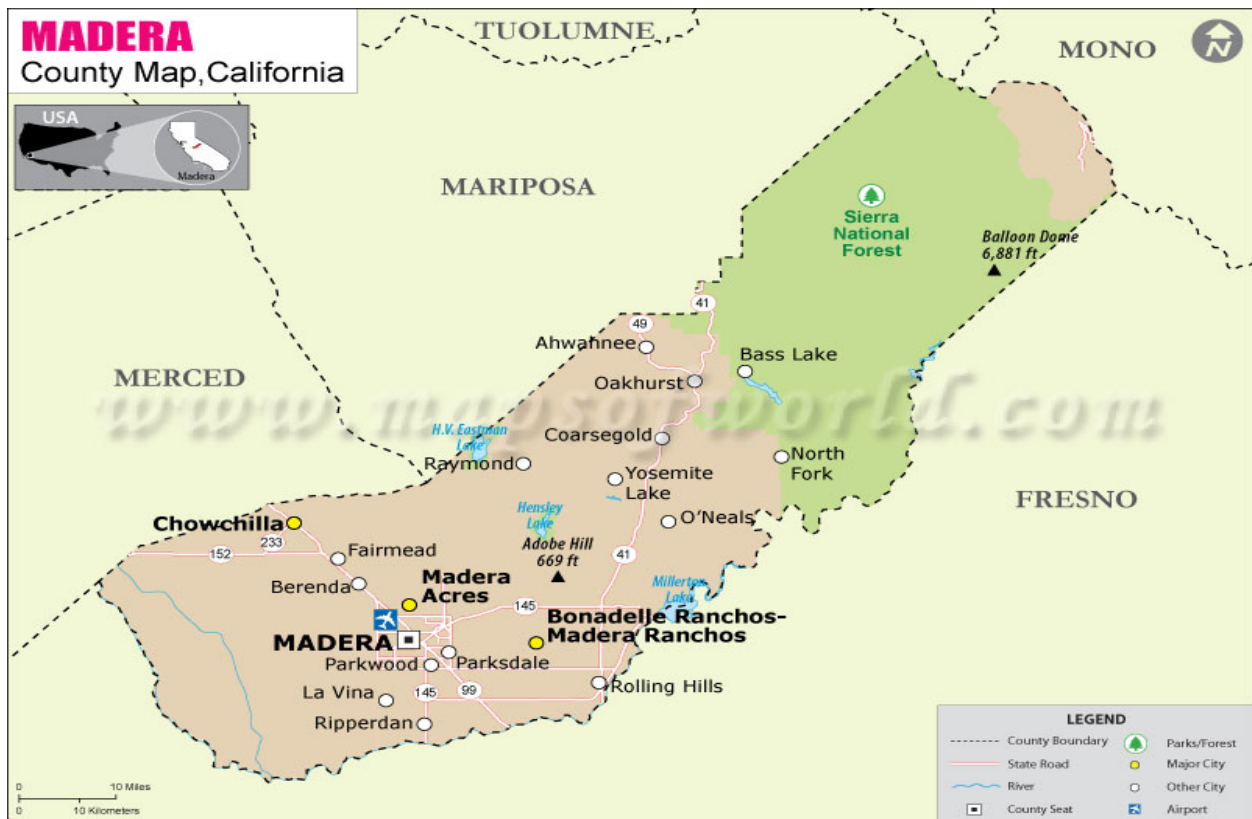 MADERA
County Map,California
USA
Madera
TUOLUMNE
MONO
N
MARIPOSA
MERCED
FRESNO
Sierra
National
Forest
Balloon Dome
6,881 ft
41
49
Ahwahnee
Bass Lake
Oakhurst
www.mapsofworld.com
Coarsegold
H.V. Eastman
Lake
Raymond
North
Fork
Yosemite
Lake
Hensley
Lake
O'Neals
Chowchilla
233
152
Fairmead
Adobe Hill
669 ft
41
Berenda
Madera
Acres
Millerton
Lake
145
Bonadelle Ranchos-
Madera Ranchos
MADERA
Parkwood
Parksdale
La Vina
145
99
Rolling Hills
Ripperdan
0 10 Miles
0 10 Kilometers
LEGEND
County Boundary
Parks/Forest
State Road
Major City
River
Other City
County Seat
Airport